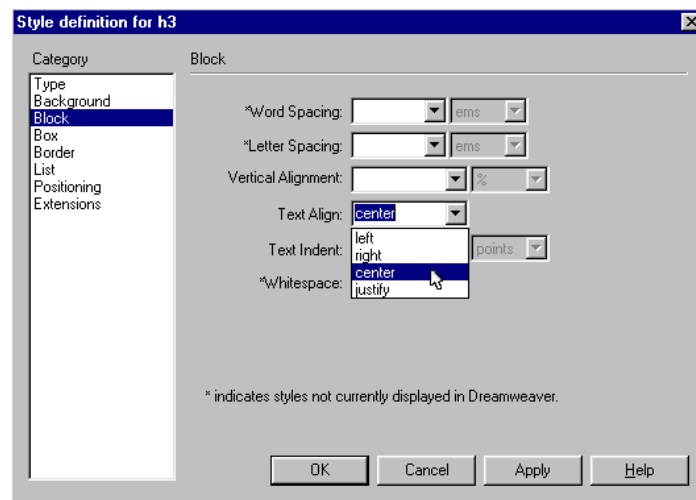 Style definition for h3
Category
Type
Background
Block
Box
Border
List
Positioning
Extensions
Block
*Word Spacing: ems
*Letter Spacing: ems
Vertical Alignment: %
Text Align: center
left
right
center
justify
Text Indent: points
*Whitespace:
* indicates styles not currently displayed in Dreamweaver.
OK Cancel Apply Help